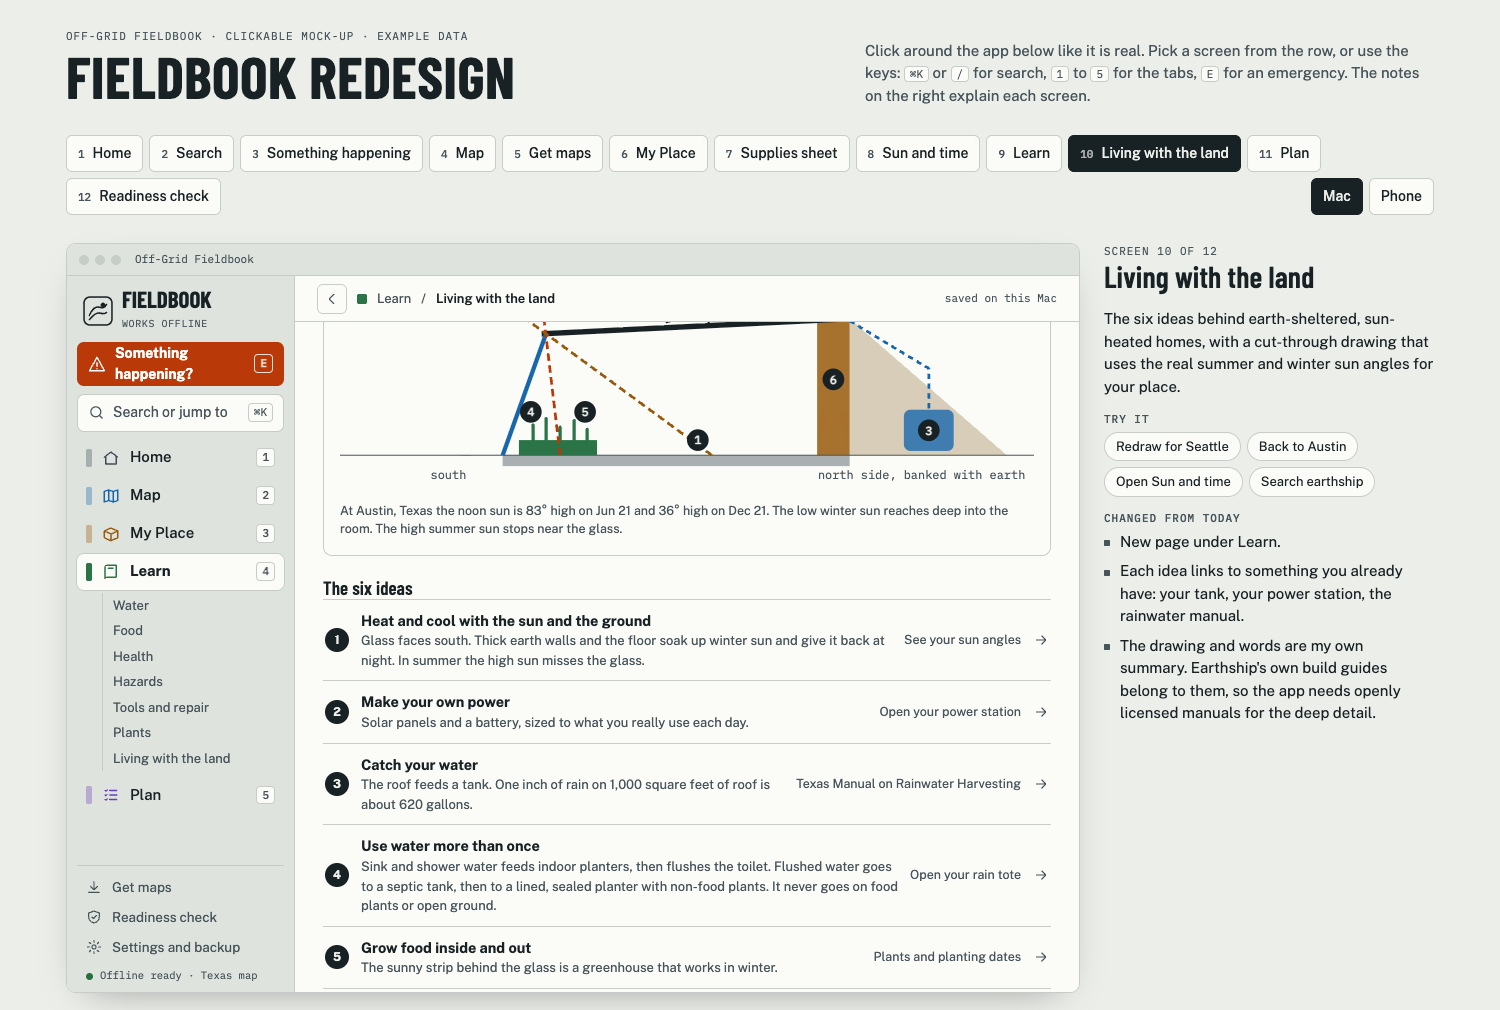 OFF-GRID FIELDBOOK · CLICKABLE MOCK-UP · EXAMPLE DATA
FIELDBOOK REDESIGN
Click around the app below like it is real. Pick a screen from the row, or use the
keys: ⌘K or / for search, 1 to 5 for the tabs, E for an emergency. The notes
on the right explain each screen.
1 Home
2 Search
3 Something happening
4 Map
5 Get maps
6 My Place
7 Supplies sheet
8 Sun and time
9 Learn
10 Living with the land
11 Plan
12 Readiness check
Mac
Phone
Off-Grid Fieldbook
FIELDBOOK
WORKS OFFLINE
Something
happening?
E
Search or jump to ⌘K
Home 1
Map 2
My Place 3
Learn 4
Water
Food
Health
Hazards
Tools and repair
Plants
Living with the land
Plan 5
Get maps
Readiness check
Settings and backup
Offline ready · Texas map
Learn / Living with the land
saved on this Mac
6
4
5
1
3
south
north side, banked with earth
At Austin, Texas the noon sun is 83° high on Jun 21 and 36° high on Dec 21. The low winter sun reaches deep into the
room. The high summer sun stops near the glass.
The six ideas
1
Heat and cool with the sun and the ground
Glass faces south. Thick earth walls and the floor soak up winter sun and give it back at
night. In summer the high sun misses the glass.
See your sun angles →
2
Make your own power
Solar panels and a battery, sized to what you really use each day.
Open your power station →
3
Catch your water
The roof feeds a tank. One inch of rain on 1,000 square feet of roof is
about 620 gallons.
Texas Manual on Rainwater Harvesting →
4
Use water more than once
Sink and shower water feeds indoor planters, then flushes the toilet. Flushed water goes
to a septic tank, then to a lined, sealed planter with non-food plants. It never goes on food
plants or open ground.
Open your rain tote →
5
Grow food inside and out
The sunny strip behind the glass is a greenhouse that works in winter.
Plants and planting dates →
SCREEN 10 OF 12
Living with the land
The six ideas behind earth-sheltered, sun-
heated homes, with a cut-through drawing that
uses the real summer and winter sun angles for
your place.
TRY IT
Redraw for Seattle
Back to Austin
Open Sun and time
Search earthship
CHANGED FROM TODAY
New page under Learn.
Each idea links to something you already
have: your tank, your power station, the
rainwater manual.
The drawing and words are my own
summary. Earthship's own build guides
belong to them, so the app needs openly
licensed manuals for the deep detail.